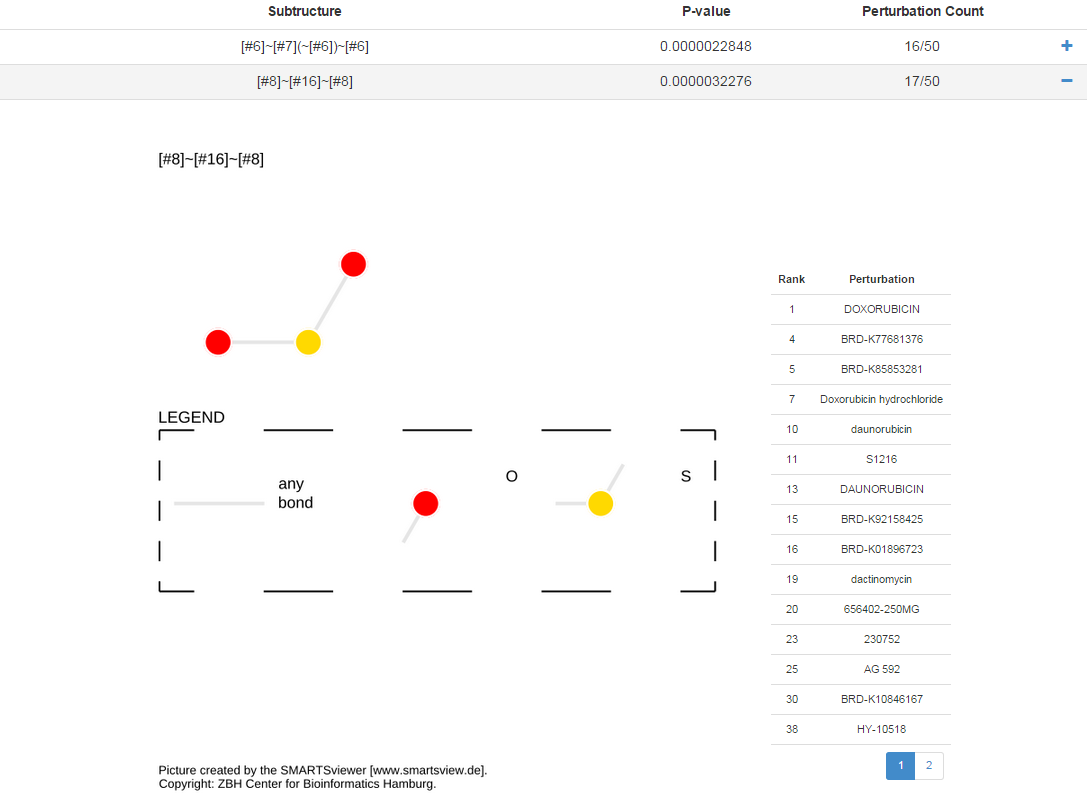 Subtructure P-value Perturbation Count
[#6]~[#7](~[#6])~[#6] 0.0000022848 16/50 +
[#8]~[#16]~[#8] 0.0000032276 17/50 −
[#8]~[#16]~[#8]
LEGEND
any
bond
O
S
Picture created by the SMARTSviewer [www.smartsview.de].
Copyright: ZBH Center for Bioinformatics Hamburg.
Rank Perturbation
1 DOXORUBICIN
4 BRD-K77681376
5 BRD-K85853281
7 Doxorubicin hydrochloride
10 daunorubicin
11 S1216
13 DAUNORUBICIN
15 BRD-K92158425
16 BRD-K01896723
19 dactinomycin
20 656402-250MG
23 230752
25 AG 592
30 BRD-K10846167
38 HY-10518
1 2